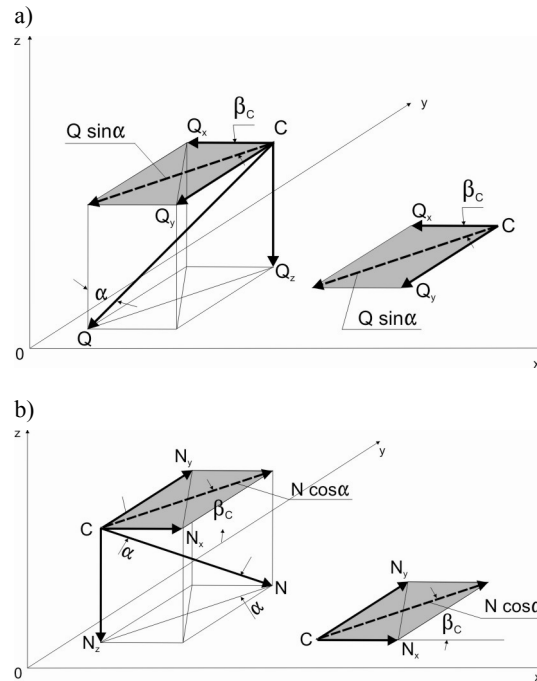 a)
z
y
Qx
βC
C
Q sinα
Qy
Qz
α
Q
0
x
Qx
βC
C
Qy
Q sinα
b)
z
y
Ny
N cosα
C
βC
Nx
α
N
α
Nz
0
x
Ny
N cosα
C
βC
Nx